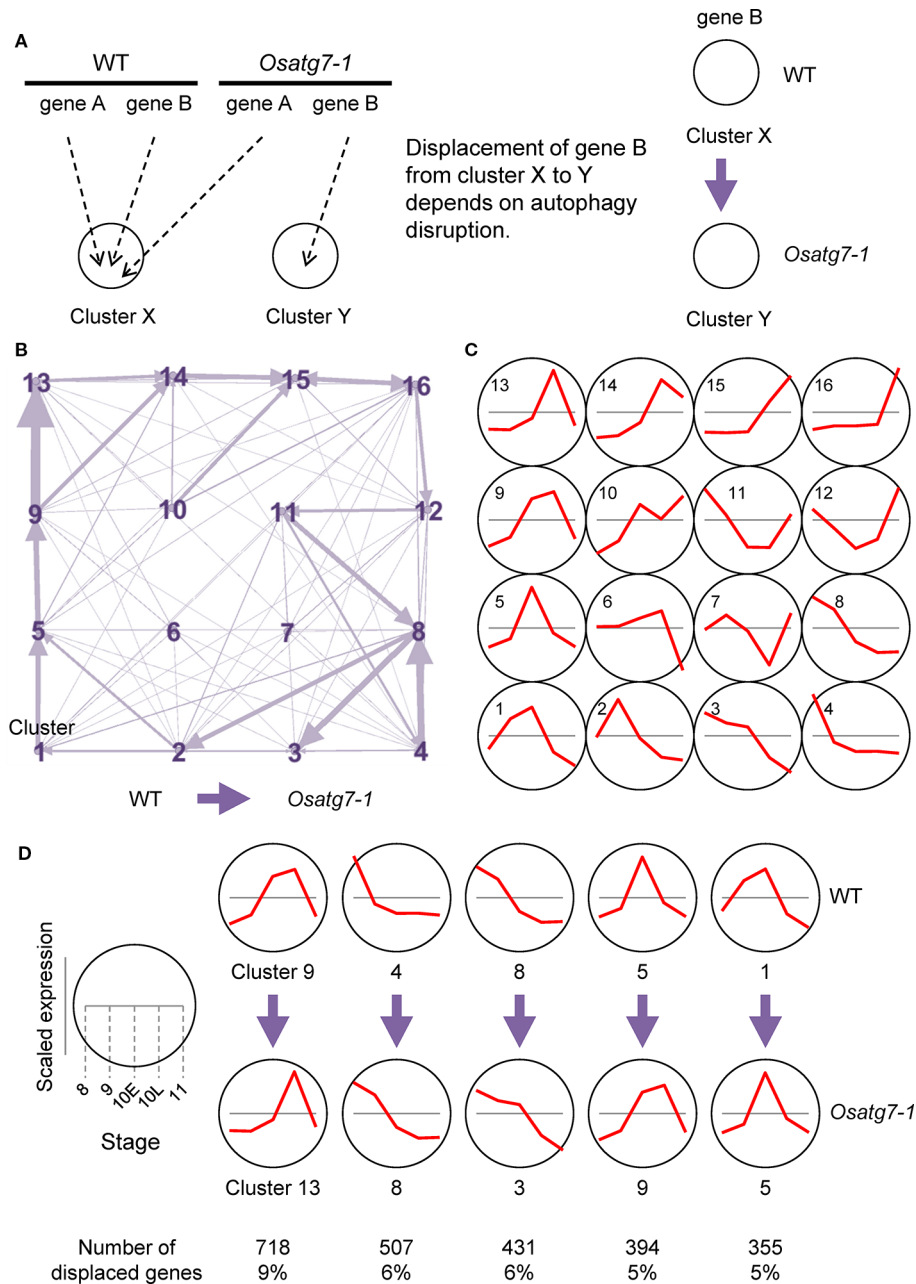 A
WT
Osatg7-1
gene A gene B
gene A gene B
Cluster X
Cluster Y
Displacement of gene B
from cluster X to Y
depends on autophagy
disruption.
gene B
WT
Cluster X
Osatg7-1
Cluster Y
B
13 14 15 16
9 10 11 12
5 6 7 8
Cluster
1 2 3 4
WT Osatg7-1
C
13 14 15 16
9 10 11 12
5 6 7 8
1 2 3 4
D
WT
Cluster 9 4 8 5 1
Scaled expression
8 9 10E 10L 11
Stage
Osatg7-1
Cluster 13 8 3 9 5
Number of
displaced genes
718 507 431 394 355
9% 6% 6% 5% 5%